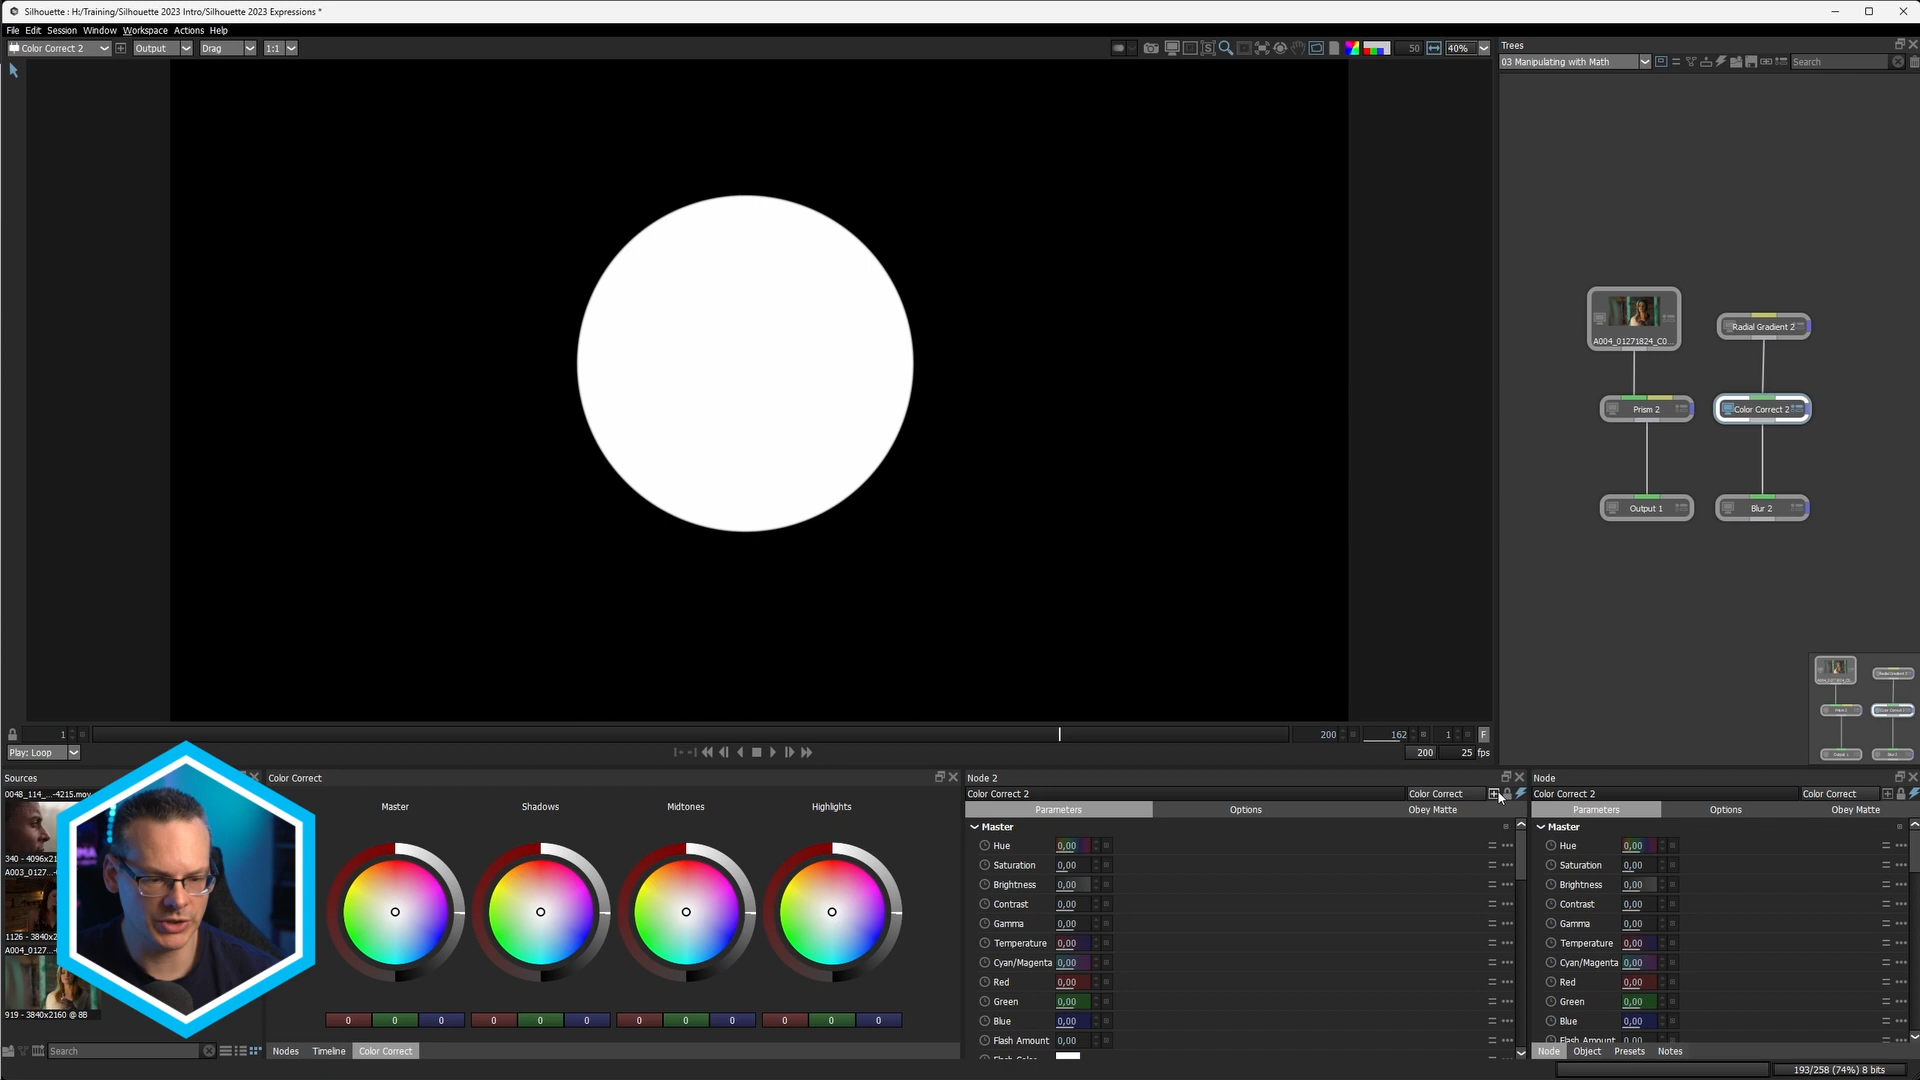 Silhouette : H:/Training/Silhouette 2023 Intro/Silhouette 2023 Expressions *
File Edit Session Window Workspace Actions Help
Color Correct 2 Output Drag 1:1 50 40%
Trees
03 Manipulating with Math Search
A004_01271824_C0...
Radial Gradient 2
Prism 2
Color Correct 2
Output 1
Blur 2
1 200 162 1 F
Play: Loop 200 25 fps
Sources
0048_114_...-4215.mov
340 - 4096x21
A003_0127...
1126 - 3840x2
A004_0127...
919 - 3840x2160 @ 8B
Search
Color Correct
Master Shadows Midtones Highlights
0 0 0 0 0 0 0 0 0 0 0 0
Nodes Timeline Color Correct
Node 2
Color Correct 2 Color Correct
Parameters Options Obey Matte
Master
Hue 0,00
Saturation 0,00
Brightness 0,00
Contrast 0,00
Gamma 0,00
Temperature 0,00
Cyan/Magenta 0,00
Red 0,00
Green 0,00
Blue 0,00
Flash Amount 0,00
Flash Color
Node
Color Correct 2 Color Correct
Parameters Options Obey Matte
Master
Hue 0,00
Saturation 0,00
Brightness 0,00
Contrast 0,00
Gamma 0,00
Temperature 0,00
Cyan/Magenta 0,00
Red 0,00
Green 0,00
Blue 0,00
Flash Amount 0,00
Node Object Presets Notes
193/258 (74%) 8 bits